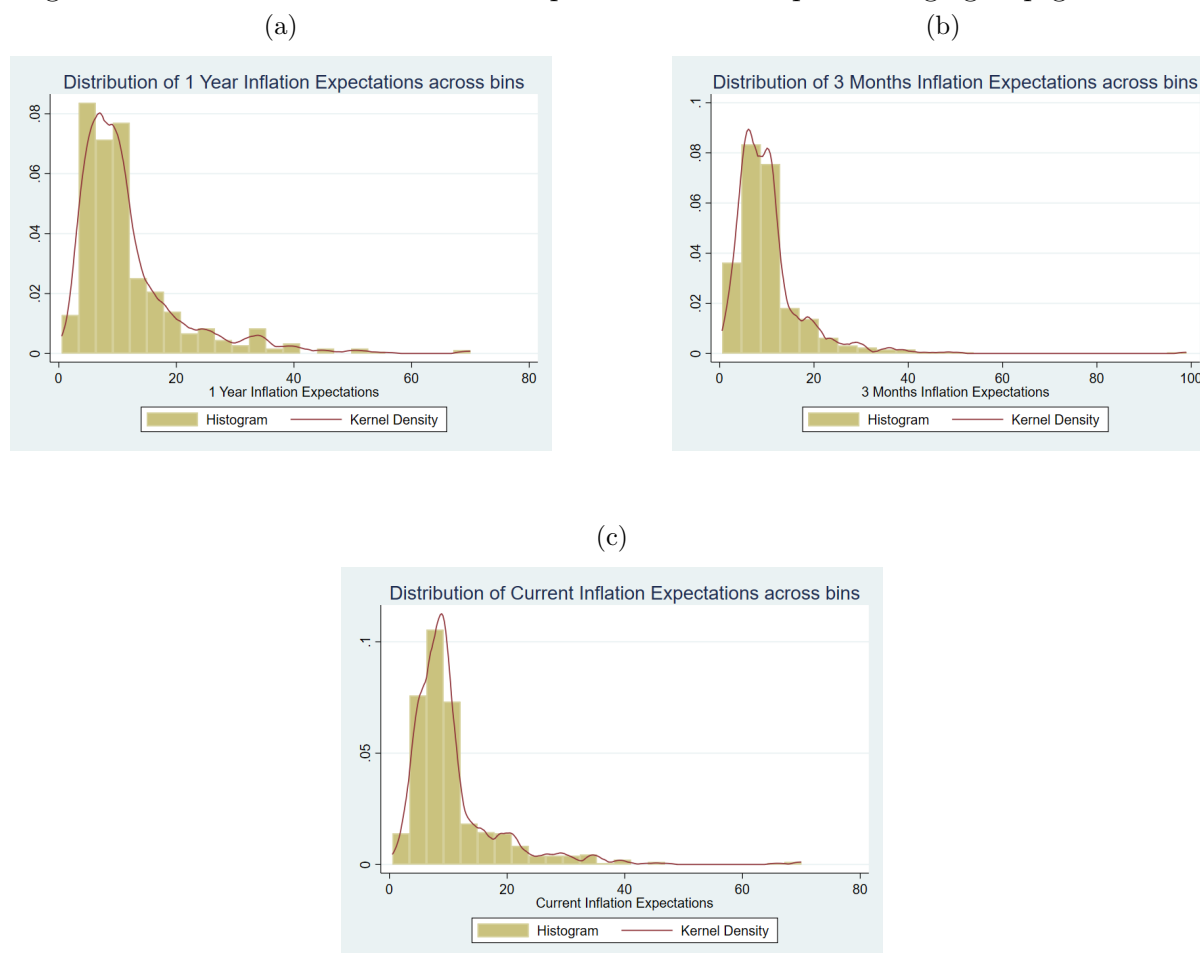 (a)
(b)
Distribution of 1 Year Inflation Expectations across bins
.08
.06
.04
.02
0
0 20 40 60 80
1 Year Inflation Expectations
Histogram Kernel Density
Distribution of 3 Months Inflation Expectations across bins
.1
.08
.06
.04
.02
0
0 20 40 60 80 100
3 Months Inflation Expectations
Histogram Kernel Density
(c)
Distribution of Current Inflation Expectations across bins
.1
.05
0
0 20 40 60 80
Current Inflation Expectations
Histogram Kernel Density